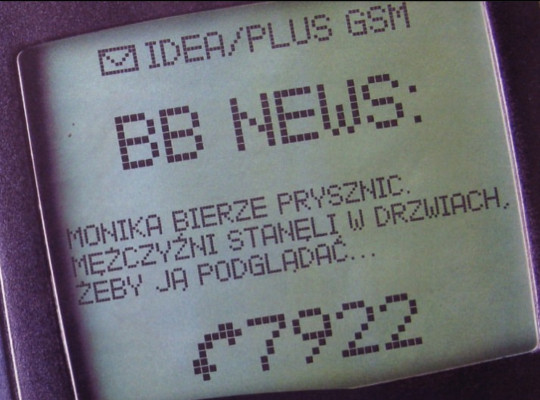 IDEA/PLUS GSM
BB NEWS:
MONIKA BIERZE PRYSZNIC.
MĘŻCZYŹNI STANĘLI W DRZWIACH,
ŻEBY JĄ PODGLĄDAĆ...
7922